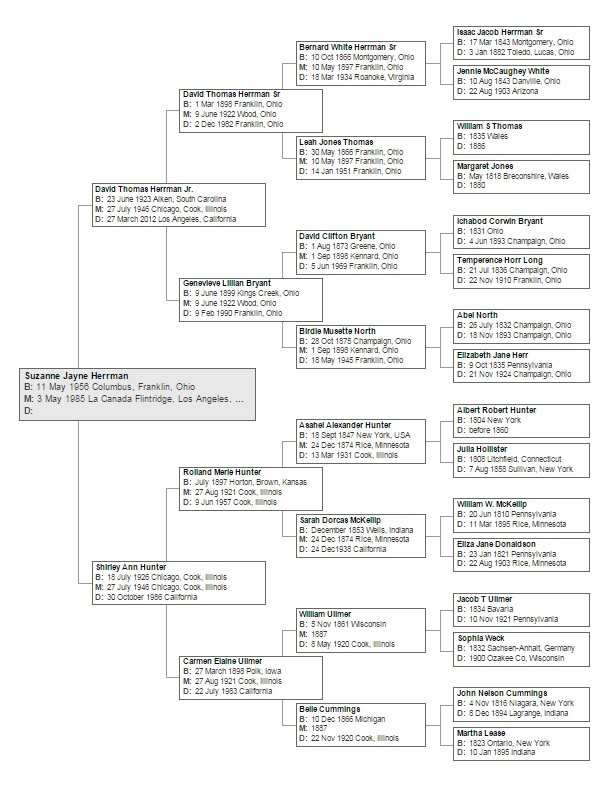 Isaac Jacob Herrman Sr
B: 17 Mar 1843 Montgomery, Ohio
D: 3 Jan 1882 Toledo, Lucas, Ohio
Bernard White Herrman Sr
B: 10 Oct 1866 Montgomery, Ohio
M: 10 May 1897 Franklin, Ohio
D: 18 Mar 1934 Roanoke, Virginia
Jennie McCaughey White
B: 10 Aug 1843 Danville, Ohio
D: 22 Aug 1903 Arizona
David Thomas Herrman Sr
B: 1 Mar 1898 Franklin, Ohio
M: 9 June 1922 Wood, Ohio
D: 2 Dec 1982 Franklin, Ohio
William S Thomas
B: 1835 Wales
D: 1886
Leah Jones Thomas
B: 30 May 1866 Franklin, Ohio
M: 10 May 1897 Franklin, Ohio
D: 14 Jan 1951 Franklin, Ohio
Margaret Jones
B: May 1818 Breconshire, Wales
D: 1880
David Thomas Herrman Jr.
B: 23 June 1923 Aiken, South Carolina
M: 27 July 1946 Chicago, Cook, Illinois
D: 27 March 2012 Los Angeles, California
Ichabod Corwin Bryant
B: 1831 Ohio
D: 4 Jun 1893 Champaign, Ohio
David Clifton Bryant
B: 1 Aug 1873 Greene, Ohio
M: 1 Sep 1898 Kennard, Ohio
D: 5 Jun 1969 Franklin, Ohio
Temperence Horr Long
B: 21 Jul 1836 Champaign, Ohio
D: 22 Nov 1910 Franklin, Ohio
Genevieve Lillian Bryant
B: 9 June 1899 Kings Creek, Ohio
M: 9 June 1922 Wood, Ohio
D: 9 Feb 1990 Franklin, Ohio
Abel North
B: 26 July 1832 Champaign, Ohio
D: 18 Nov 1893 Champaign, Ohio
Birdie Musette North
B: 28 Oct 1875 Champaign, Ohio
M: 1 Sep 1898 Kennard, Ohio
D: 18 May 1945 Franklin, Ohio
Elizabeth Jane Herr
B: 9 Oct 1835 Pennsylvania
D: 21 Nov 1924 Champaign, Ohio
Suzanne Jayne Herrman
B: 11 May 1956 Columbus, Franklin, Ohio
M: 3 May 1985 La Canada Flintridge, Los Angeles, ...
D:
Albert Robert Hunter
B: 1804 New York
D: before 1860
Asahel Alexander Hunter
B: 18 Sept 1847 New York, USA
M: 24 Dec 1874 Rice, Minnesota
D: 13 Mar 1931 Cook, Illinois
Julia Hollister
B: 1808 Litchfield, Connecticut
D: 7 Aug 1858 Sullivan, New York
Rolland Merle Hunter
B: July 1897 Horton, Brown, Kansas
M: 27 Aug 1921 Cook, Illinois
D: 9 Jun 1957 Cook, Illinois
William W. McKellip
B: 20 Jun 1810 Pennsylvania
D: 11 Mar 1895 Rice, Minnesota
Sarah Dorcas McKellip
B: December 1853 Wells, Indiana
M: 24 Dec 1874 Rice, Minnesota
D: 24 Dec1938 California
Eliza Jane Donaldson
B: 23 Jan 1821 Pennsylvania
D: 22 Aug 1903 Rice, Minnesota
Shirley Ann Hunter
B: 18 July 1926 Chicago, Cook, Illinois
M: 27 July 1946 Chicago, Cook, Illinois
D: 30 October 1986 California
Jacob T Ullmer
B: 1834 Bavaria
D: 10 Nov 1921 Pennsylvania
William Ullmer
B: 5 Nov 1861 Wisconsin
M: 1887
D: 8 May 1920 Cook, Illinois
Sophia Weck
B: 1832 Sachsen-Anhalt, Germany
D: 1900 Ozakee Co, Wisconsin
Carmen Elaine Ullmer
B: 27 March 1898 Polk, Iowa
M: 27 Aug 1921 Cook, Illinois
D: 22 July 1983 California
John Nelson Cummings
B: 4 Nov 1816 Niagara, New York
D: 8 Dec 1894 Lagrange, Indiana
Belle Cummings
B: 10 Dec 1866 Michigan
M: 1887
D: 22 Nov 1920 Cook, Illinois
Martha Lease
B: 1823 Ontario, New York
D: 10 Jan 1895 Indiana